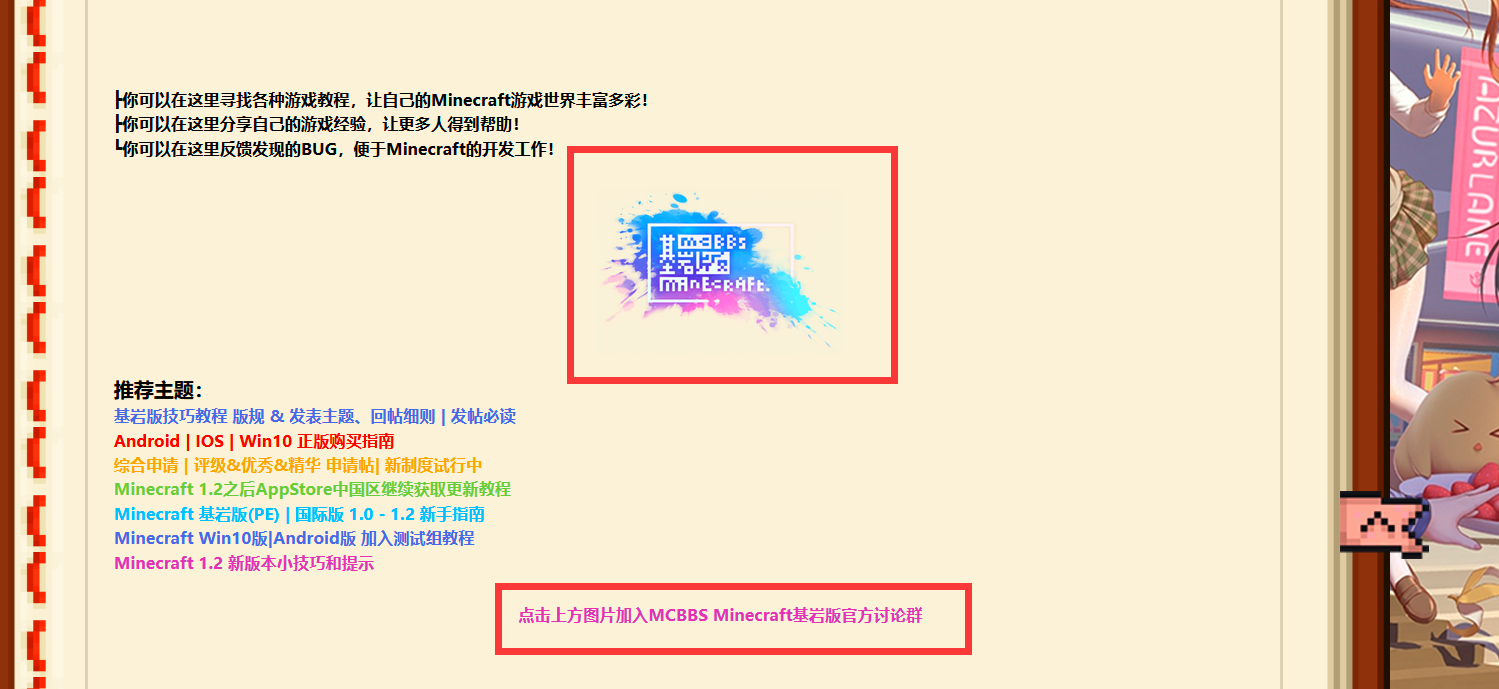 ┣你可以在这里寻找各种游戏教程，让自己的Minecraft游戏世界丰富多彩！
┣你可以在这里分享自己的游戏经验，让更多人得到帮助！
┗你可以在这里反馈发现的BUG，便于Minecraft的开发工作！
MCBBS
基岩版
MINECRAFT.
推荐主题：
基岩版技巧教程 版规 & 发表主题、回帖细则 | 发帖必读
Android | IOS | Win10 正版购买指南
综合申请 | 评级&优秀&精华 申请帖| 新制度试行中
Minecraft 1.2之后AppStore中国区继续获取更新教程
Minecraft 基岩版(PE) | 国际版 1.0 - 1.2 新手指南
Minecraft Win10版|Android版 加入测试组教程
Minecraft 1.2 新版本小技巧和提示
点击上方图片加入MCBBS Minecraft基岩版官方讨论群
AZURLANE